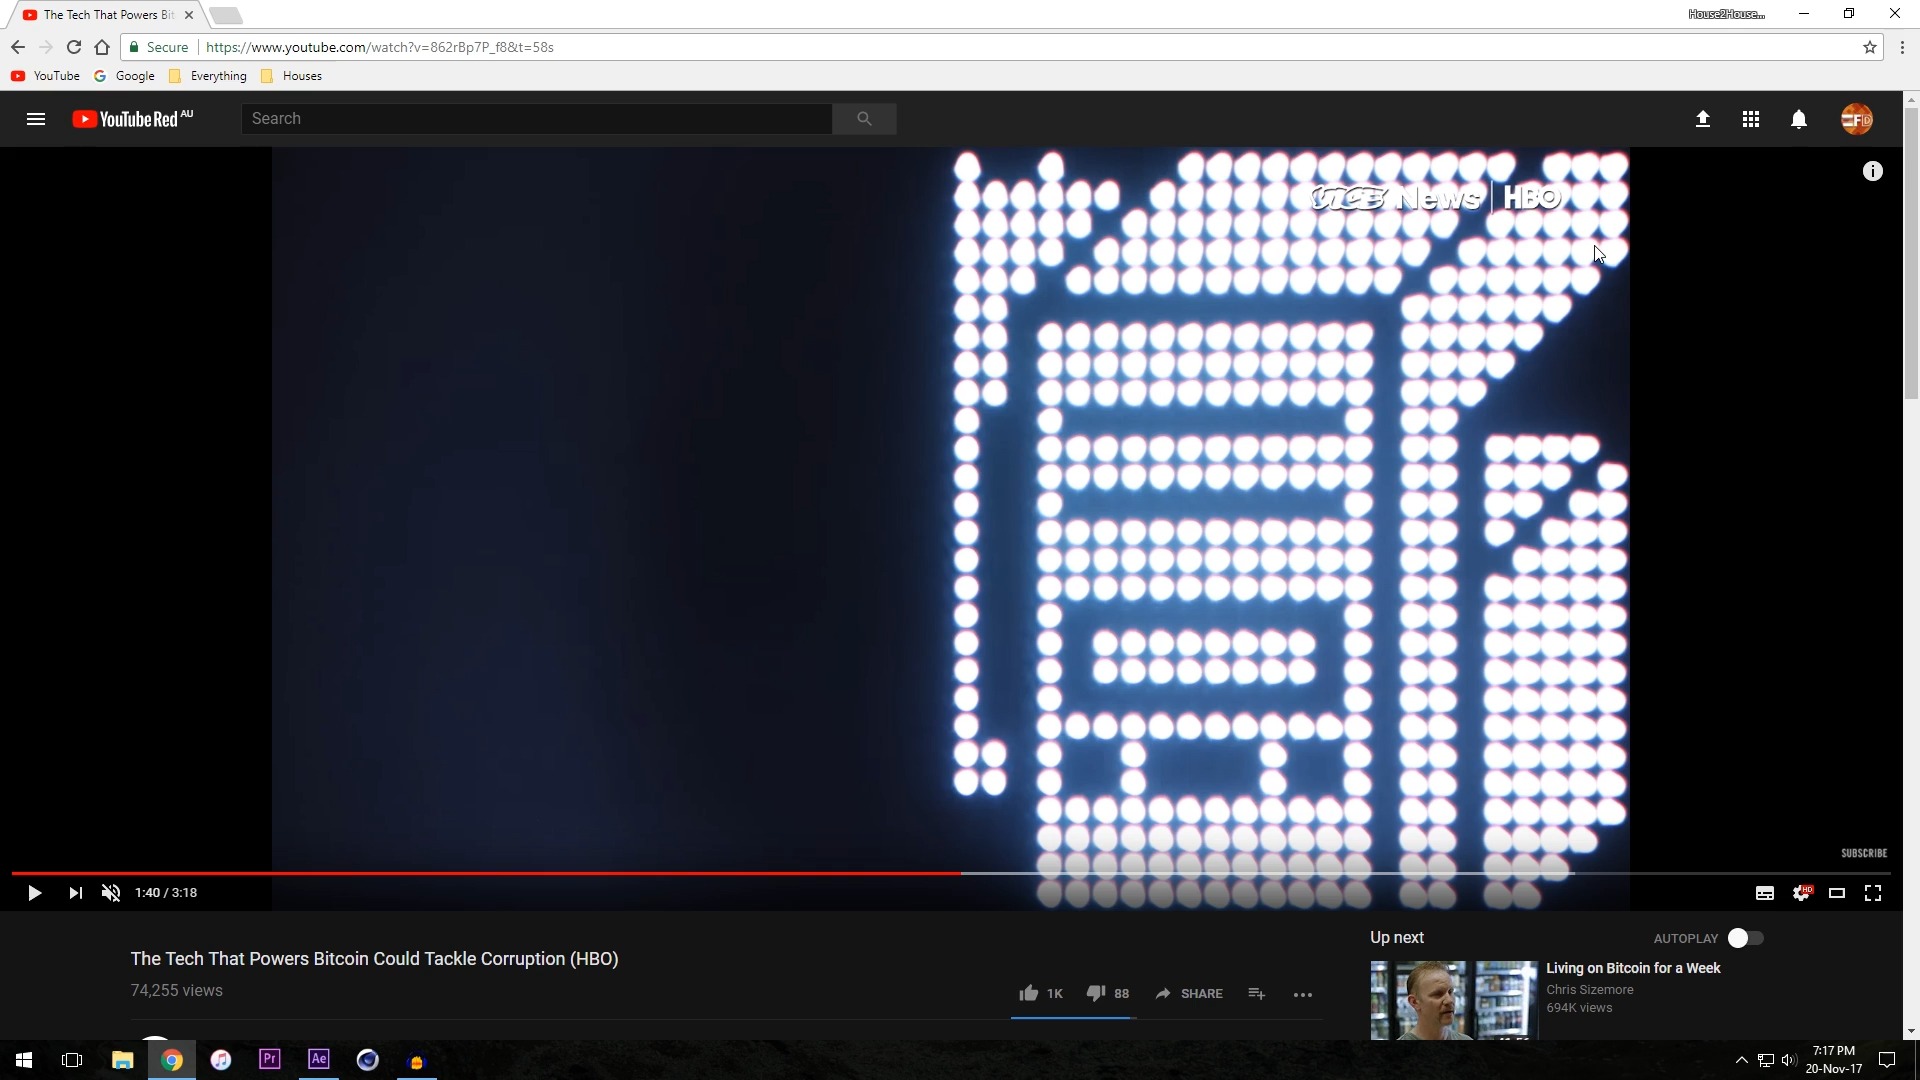 The Tech That Powers Bit
House2House...
Secure
https://www.youtube.com/watch?v=862rBp7P_f8&t=58s
YouTube
Google
Everything
Houses
YouTube Red AU
Search
VICE News | HBO
SUBSCRIBE
1:40 / 3:18
HD
Up next
AUTOPLAY
The Tech That Powers Bitcoin Could Tackle Corruption (HBO)
74,255 views
1K
88
SHARE
Living on Bitcoin for a Week
Chris Sizemore
694K views
Pr
Ae
7:17 PM
20-Nov-17